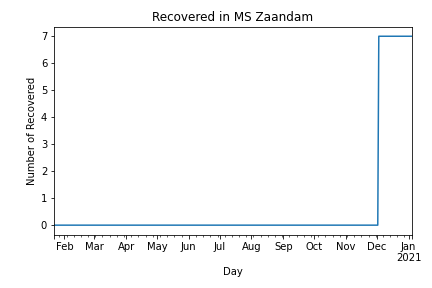 Recovered in MS Zaandam
7
6
5
4
3
2
1
0
Number of Recovered
Feb Mar Apr May Jun Jul Aug Sep Oct Nov Dec Jan
2021
Day